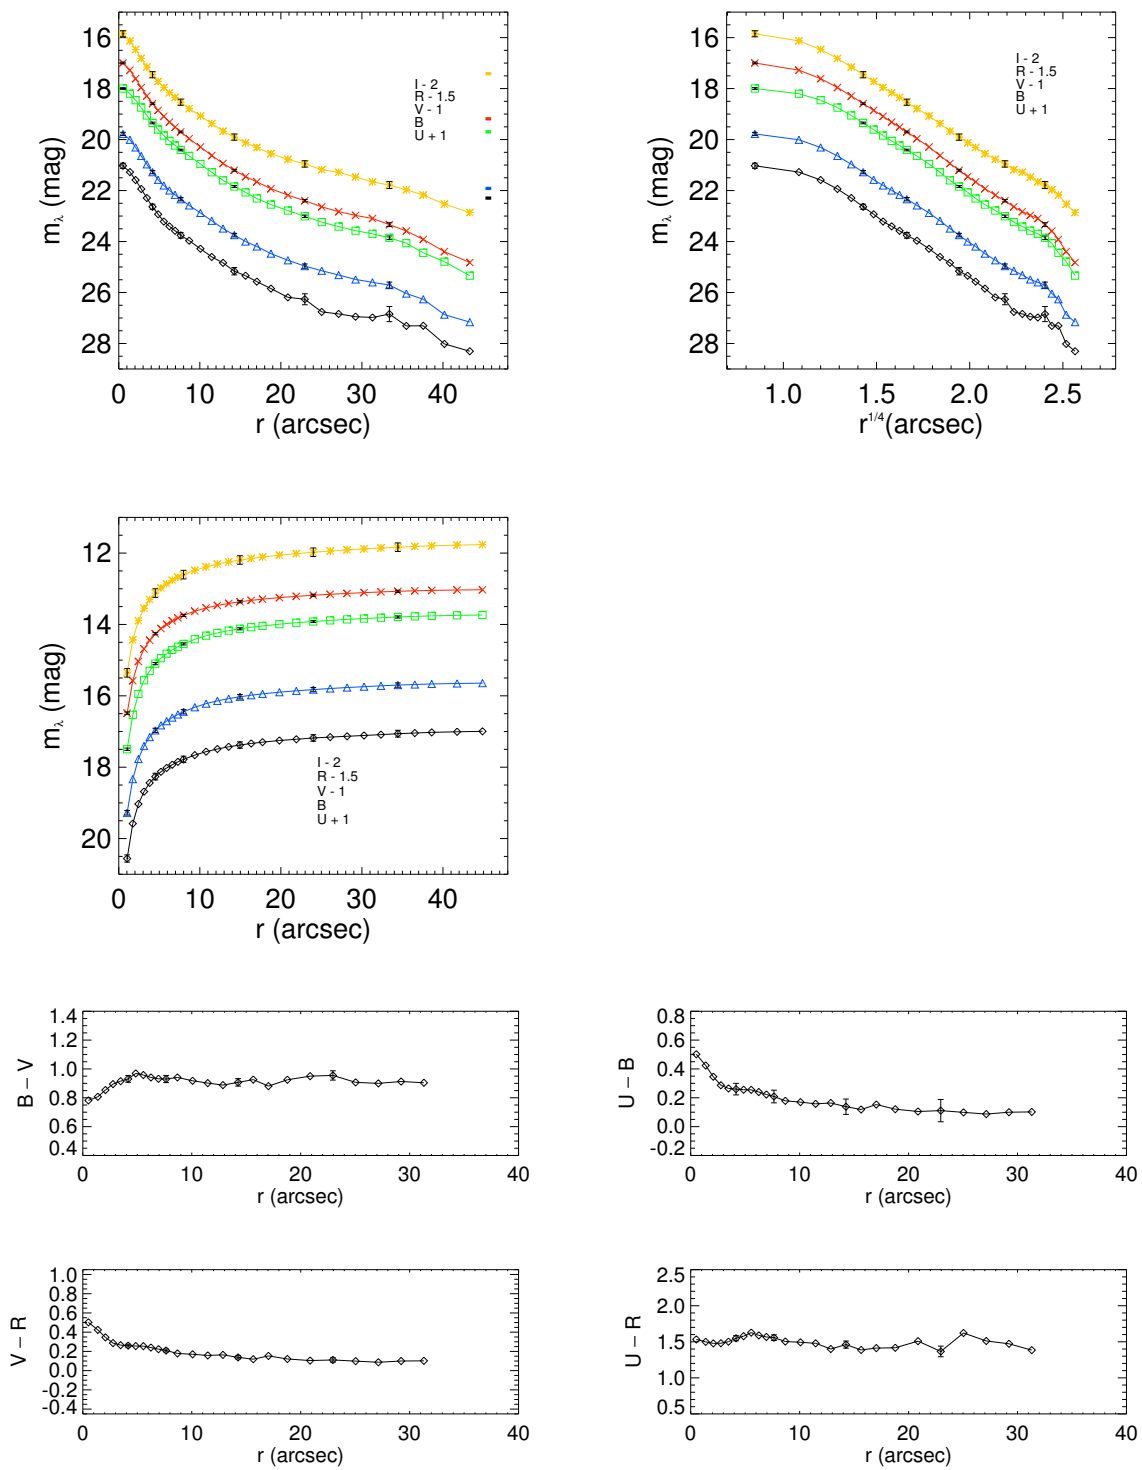 16
18
20
22
24
26
28
m_λ (mag)
I - 2
R - 1.5
V - 1
B
U + 1
0 10 20 30 40
r (arcsec)
16
18
20
22
24
26
28
m_λ (mag)
I - 2
R - 1.5
V - 1
B
U + 1
1.0 1.5 2.0 2.5
r^1/4(arcsec)
12
14
16
18
20
m_λ (mag)
I - 2
R - 1.5
V - 1
B
U + 1
0 10 20 30 40
r (arcsec)
1.4
1.2
1.0
0.8
0.6
0.4
B − V
0 10 20 30 40
r (arcsec)
0.8
0.6
0.4
0.2
0.0
-0.2
U − B
0 10 20 30 40
r (arcsec)
1.0
0.8
0.6
0.4
0.2
0.0
-0.2
-0.4
V − R
0 10 20 30 40
r (arcsec)
2.5
2.0
1.5
1.0
0.5
U − R
0 10 20 30 40
r (arcsec)